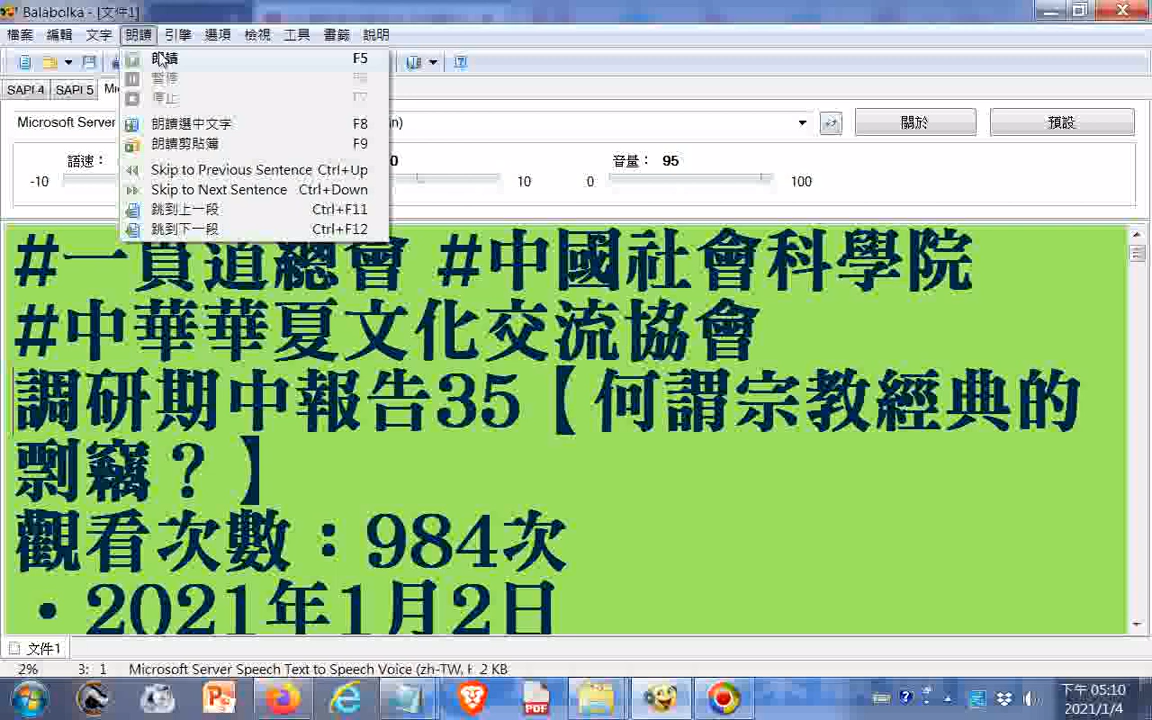 Balabolka - [文件1]
檔案 編輯 文字 朗讀 引擎 選項 檢視 工具 書籤 說明
朗讀 F5
暫停
停止
朗讀選中文字 F8
朗讀剪貼簿 F9
Skip to Previous Sentence Ctrl+Up
Skip to Next Sentence Ctrl+Down
跳到上一段 Ctrl+F11
跳到下一段 Ctrl+F12
SAPI 4 SAPI 5
Microsoft Server
關於 預設
語速： 0 音量： 95
-10 10 0 100
#一貫道總會 #中國社會科學院
#中華華夏文化交流協會
調研期中報告35【何謂宗教經典的
剽竊？】
觀看次數：984次
•2021年1月2日
文件1
2% 3: 1 Microsoft Server Speech Text to Speech Voice (zh-TW, 2 KB
PDF
下午 05:10
2021/1/4